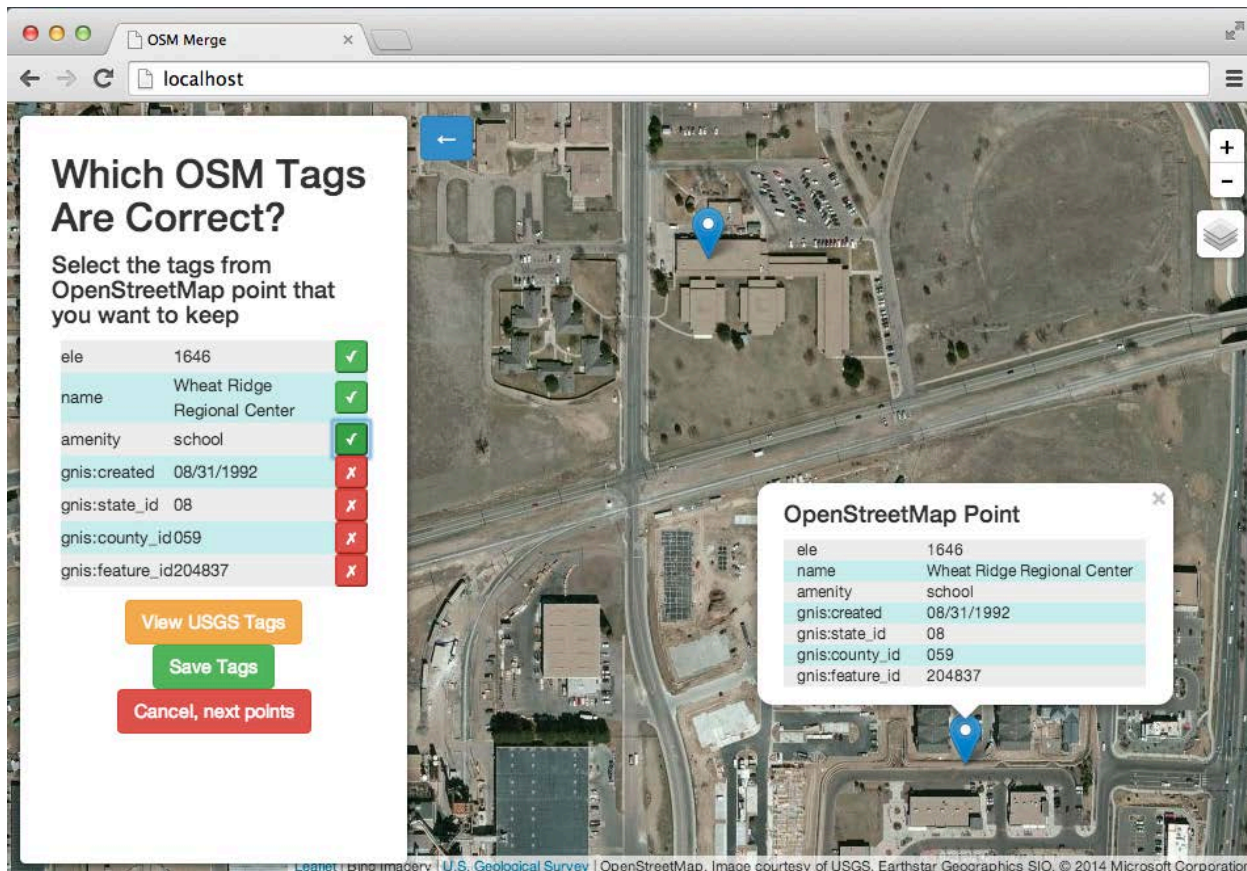 OSM Merge
localhost
Which OSM Tags
Are Correct?
Select the tags from
OpenStreetMap point that
you want to keep
ele 1646
name Wheat Ridge
Regional Center
amenity school
gnis:created 08/31/1992
gnis:state_id 08
gnis:county_id 059
gnis:feature_id 204837
View USGS Tags
Save Tags
Cancel, next points
OpenStreetMap Point
ele 1646
name Wheat Ridge Regional Center
amenity school
gnis:created 08/31/1992
gnis:state_id 08
gnis:county_id 059
gnis:feature_id 204837
Leaflet | Bing Imagery | U.S. Geological Survey | OpenStreetMap, Image courtesy of USGS, Earthstar Geographics SIO, © 2014 Microsoft Corporation